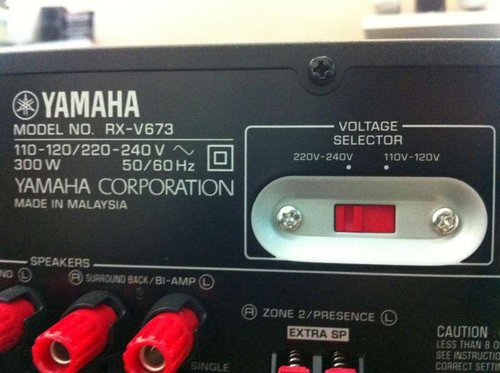 YAMAHA
MODEL NO. RX-V673
110-120/220-240 V ~
300 W 50/60 Hz
YAMAHA CORPORATION
MADE IN MALAYSIA
VOLTAGE
SELECTOR
220V-240V 110V-120V
SPEAKERS
L R SURROUND BACK/BI-AMP L
SINGLE
R ZONE 2/PRESENCE L
EXTRA SP
CAUTION
LESS THAN 8
SEE
CORRECT